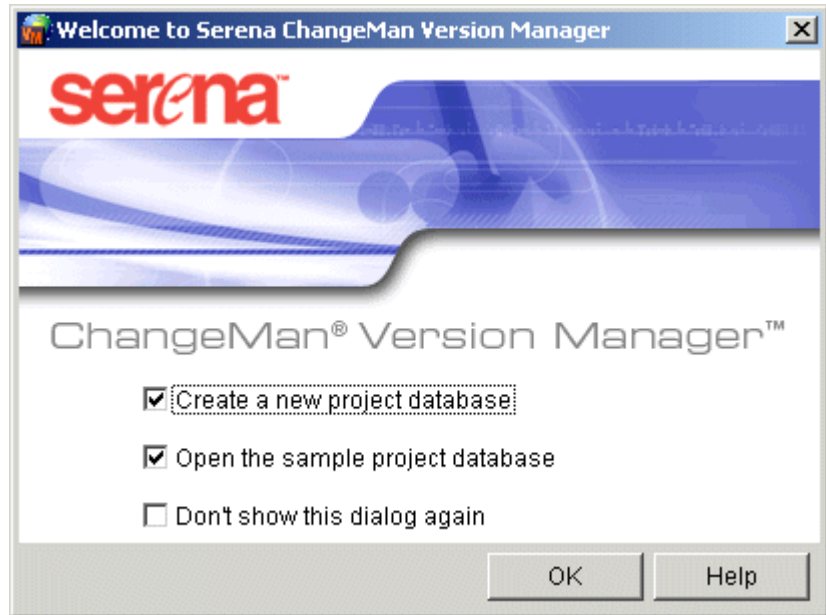 Welcome to Serena ChangeMan Version Manager
serena™
ChangeMan® Version Manager™
Create a new project database
Open the sample project database
Don't show this dialog again
OK
Help